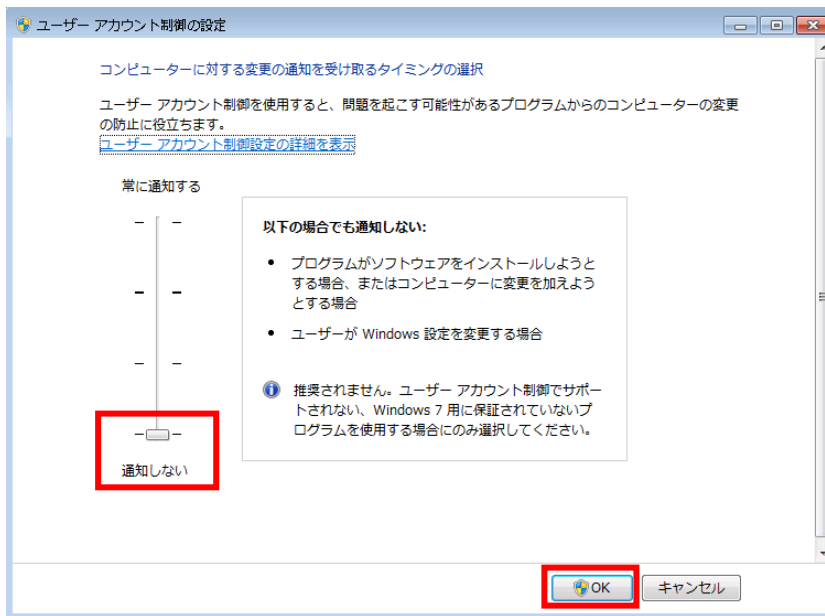 ユーザー アカウント制御の設定
コンピューターに対する変更の通知を受け取るタイミングの選択
ユーザー アカウント制御を使用すると、問題を起こす可能性があるプログラムからのコンピューターの変更
の防止に役立ちます。
ユーザー アカウント制御設定の詳細を表示
常に通知する
以下の場合でも通知しない:
• プログラムがソフトウェアをインストールしようと
する場合、またはコンピューターに変更を加えよう
とする場合
• ユーザーが Windows 設定を変更する場合
推奨されません。ユーザー アカウント制御でサポー
トされない、Windows 7 用に保証されていないプ
ログラムを使用する場合にのみ選択してください。
通知しない
OK
キャンセル